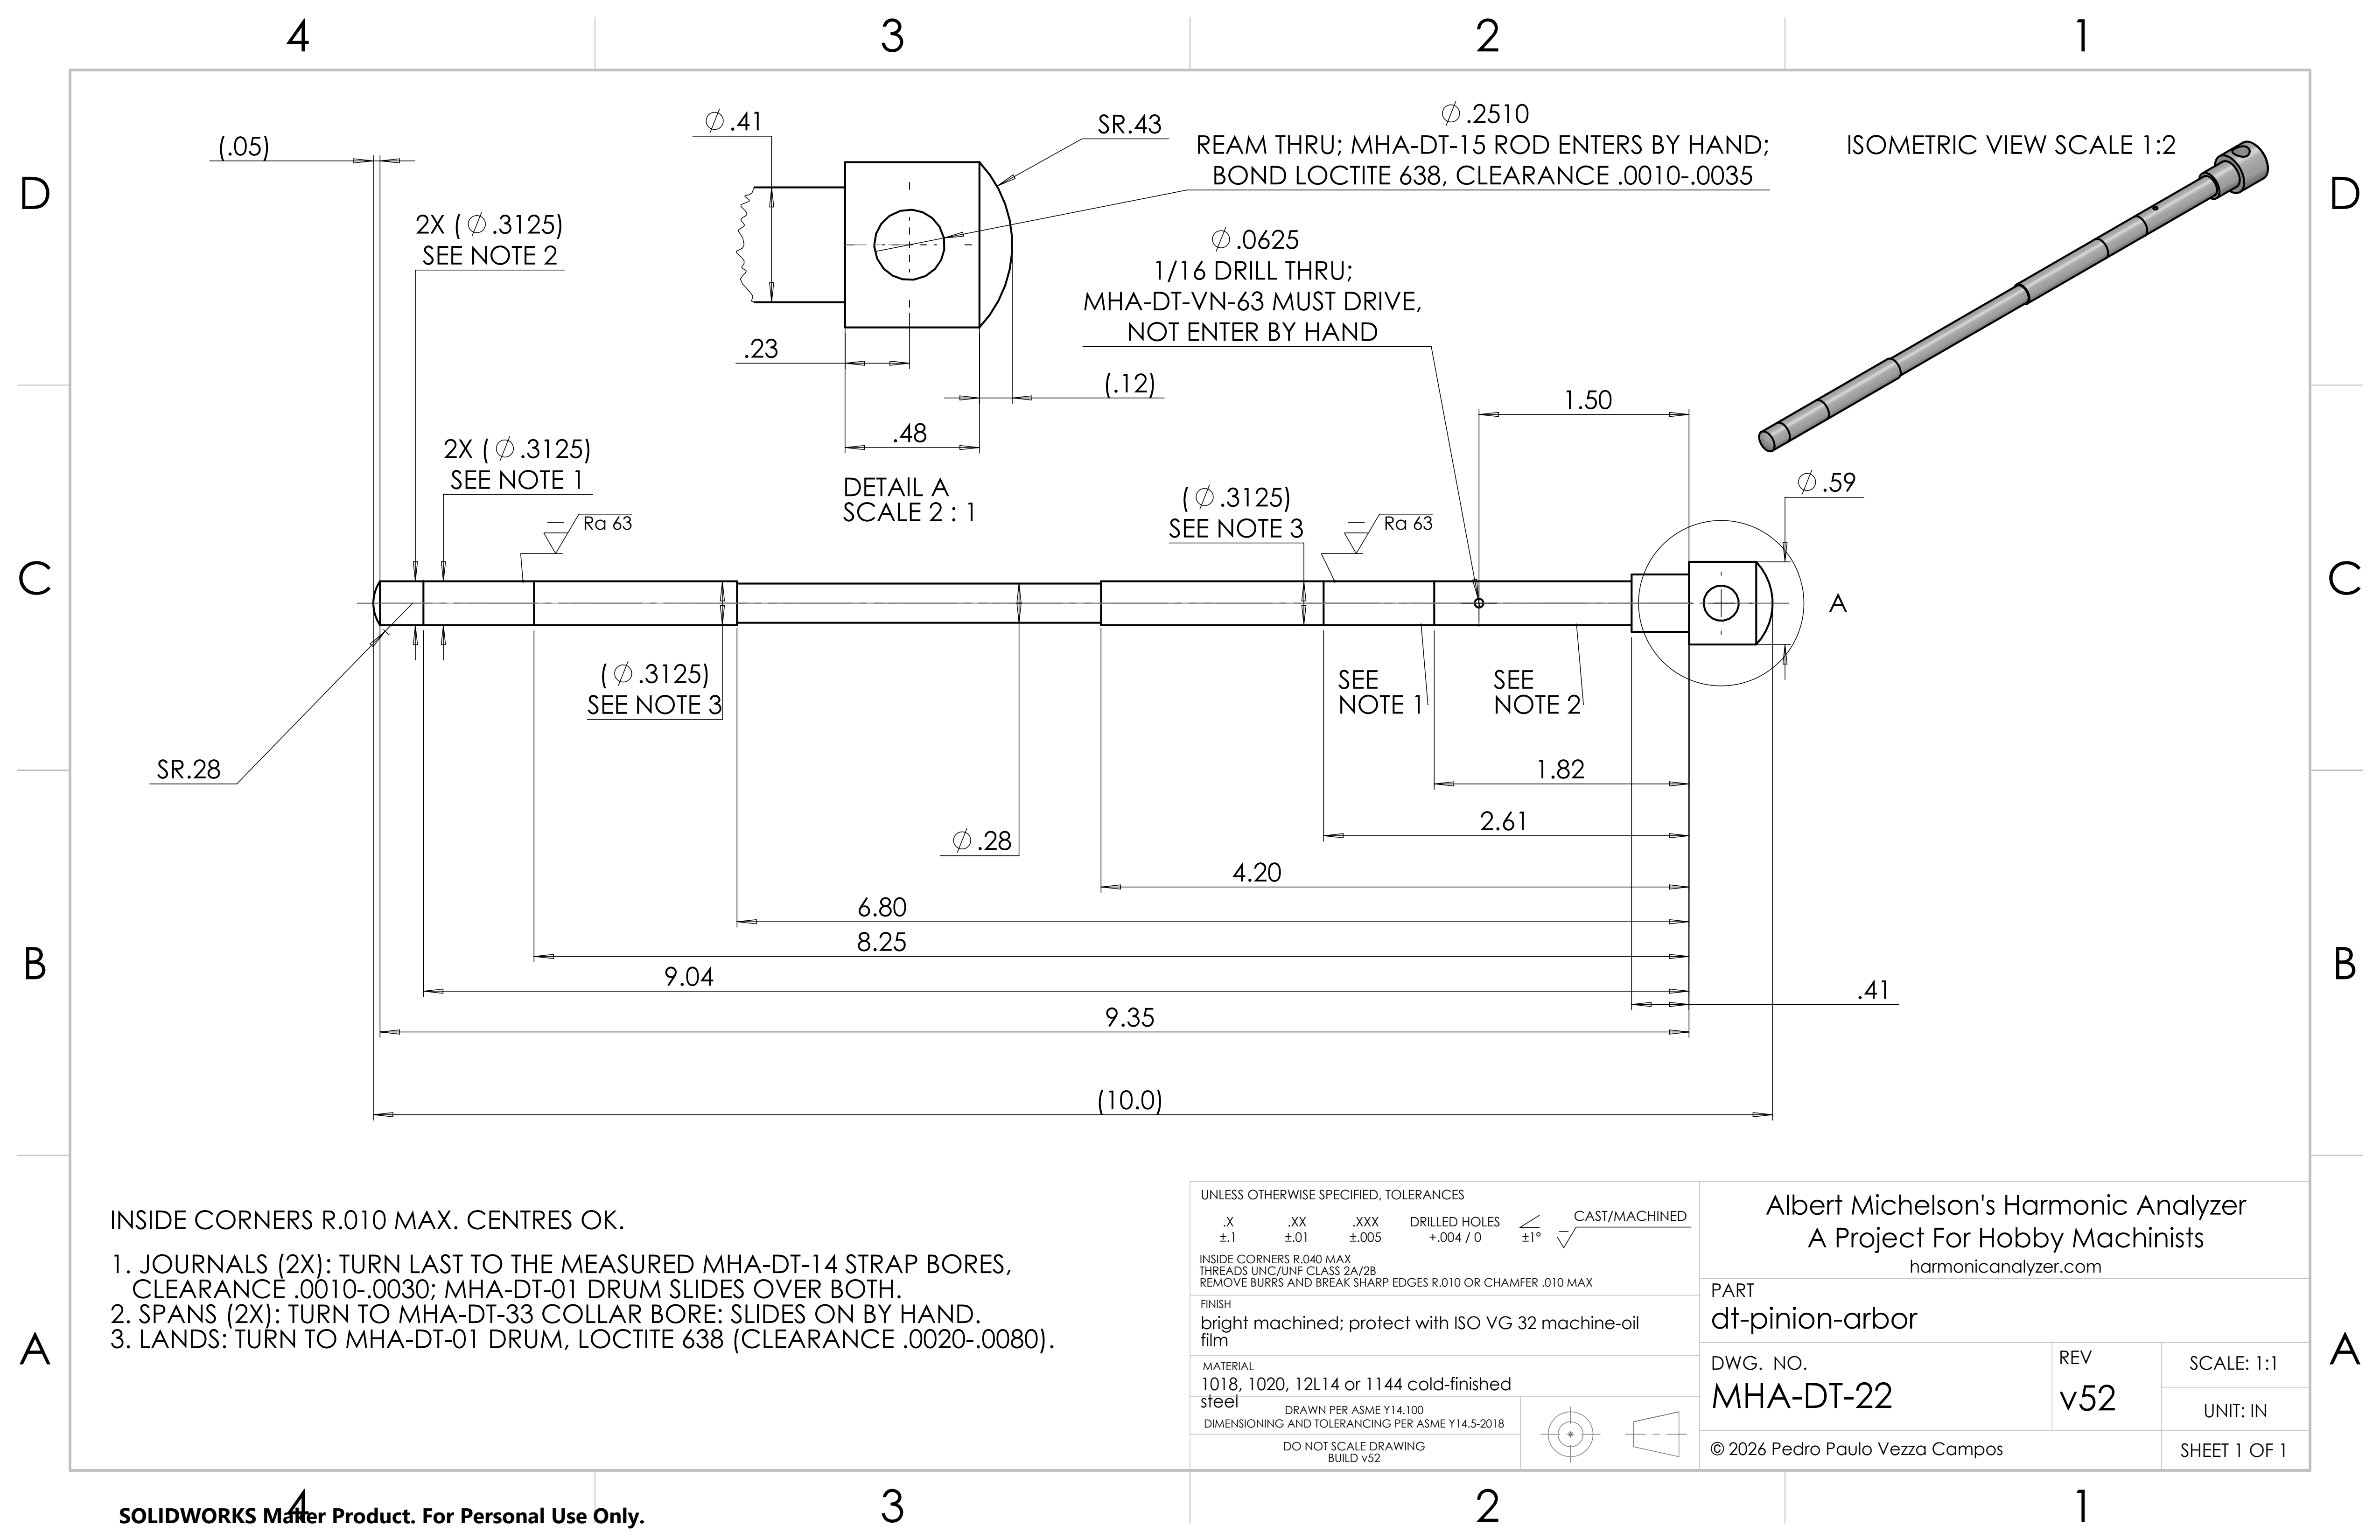 4
3
2
1
D
D
C
C
B
B
A
A
(.05)
2X (∅.3125)
SEE NOTE 2
∅.41
SR.43
∅.2510
REAM THRU; MHA-DT-15 ROD ENTERS BY HAND;
BOND LOCTITE 638, CLEARANCE .0010-.0035
ISOMETRIC VIEW SCALE 1:2
∅.0625
1/16 DRILL THRU;
MHA-DT-VN-63 MUST DRIVE,
NOT ENTER BY HAND
.23
(.12)
.48
DETAIL A
SCALE 2 : 1
1.50
2X (∅.3125)
SEE NOTE 1
Ra 63
(∅.3125)
SEE NOTE 3
Ra 63
∅.59
A
(∅.3125)
SEE NOTE 3
SEE
NOTE 1
SEE
NOTE 2
SR.28
1.82
2.61
∅.28
4.20
6.80
8.25
9.04
.41
9.35
(10.0)
INSIDE CORNERS R.010 MAX. CENTRES OK.
1. JOURNALS (2X): TURN LAST TO THE MEASURED MHA-DT-14 STRAP BORES,
CLEARANCE .0010-.0030; MHA-DT-01 DRUM SLIDES OVER BOTH.
2. SPANS (2X): TURN TO MHA-DT-33 COLLAR BORE: SLIDES ON BY HAND.
3. LANDS: TURN TO MHA-DT-01 DRUM, LOCTITE 638 (CLEARANCE .0020-.0080).
UNLESS OTHERWISE SPECIFIED, TOLERANCES
.X .XX .XXX DRILLED HOLES CAST/MACHINED
±.1 ±.01 ±.005 +.004 / 0 ±1°
INSIDE CORNERS R.040 MAX
THREADS UNC/UNF CLASS 2A/2B
REMOVE BURRS AND BREAK SHARP EDGES R.010 OR CHAMFER .010 MAX
FINISH
bright machined; protect with ISO VG 32 machine-oil
film
MATERIAL
1018, 1020, 12L14 or 1144 cold-finished
steel
DRAWN PER ASME Y14.100
DIMENSIONING AND TOLERANCING PER ASME Y14.5-2018
DO NOT SCALE DRAWING
BUILD v52
Albert Michelson's Harmonic Analyzer
A Project For Hobby Machinists
harmonicanalyzer.com
PART
dt-pinion-arbor
DWG. NO.
MHA-DT-22
REV
v52
SCALE: 1:1
UNIT: IN
© 2026 Pedro Paulo Vezza Campos
SHEET 1 OF 1
4
3
2
1
SOLIDWORKS Maker Product. For Personal Use Only.